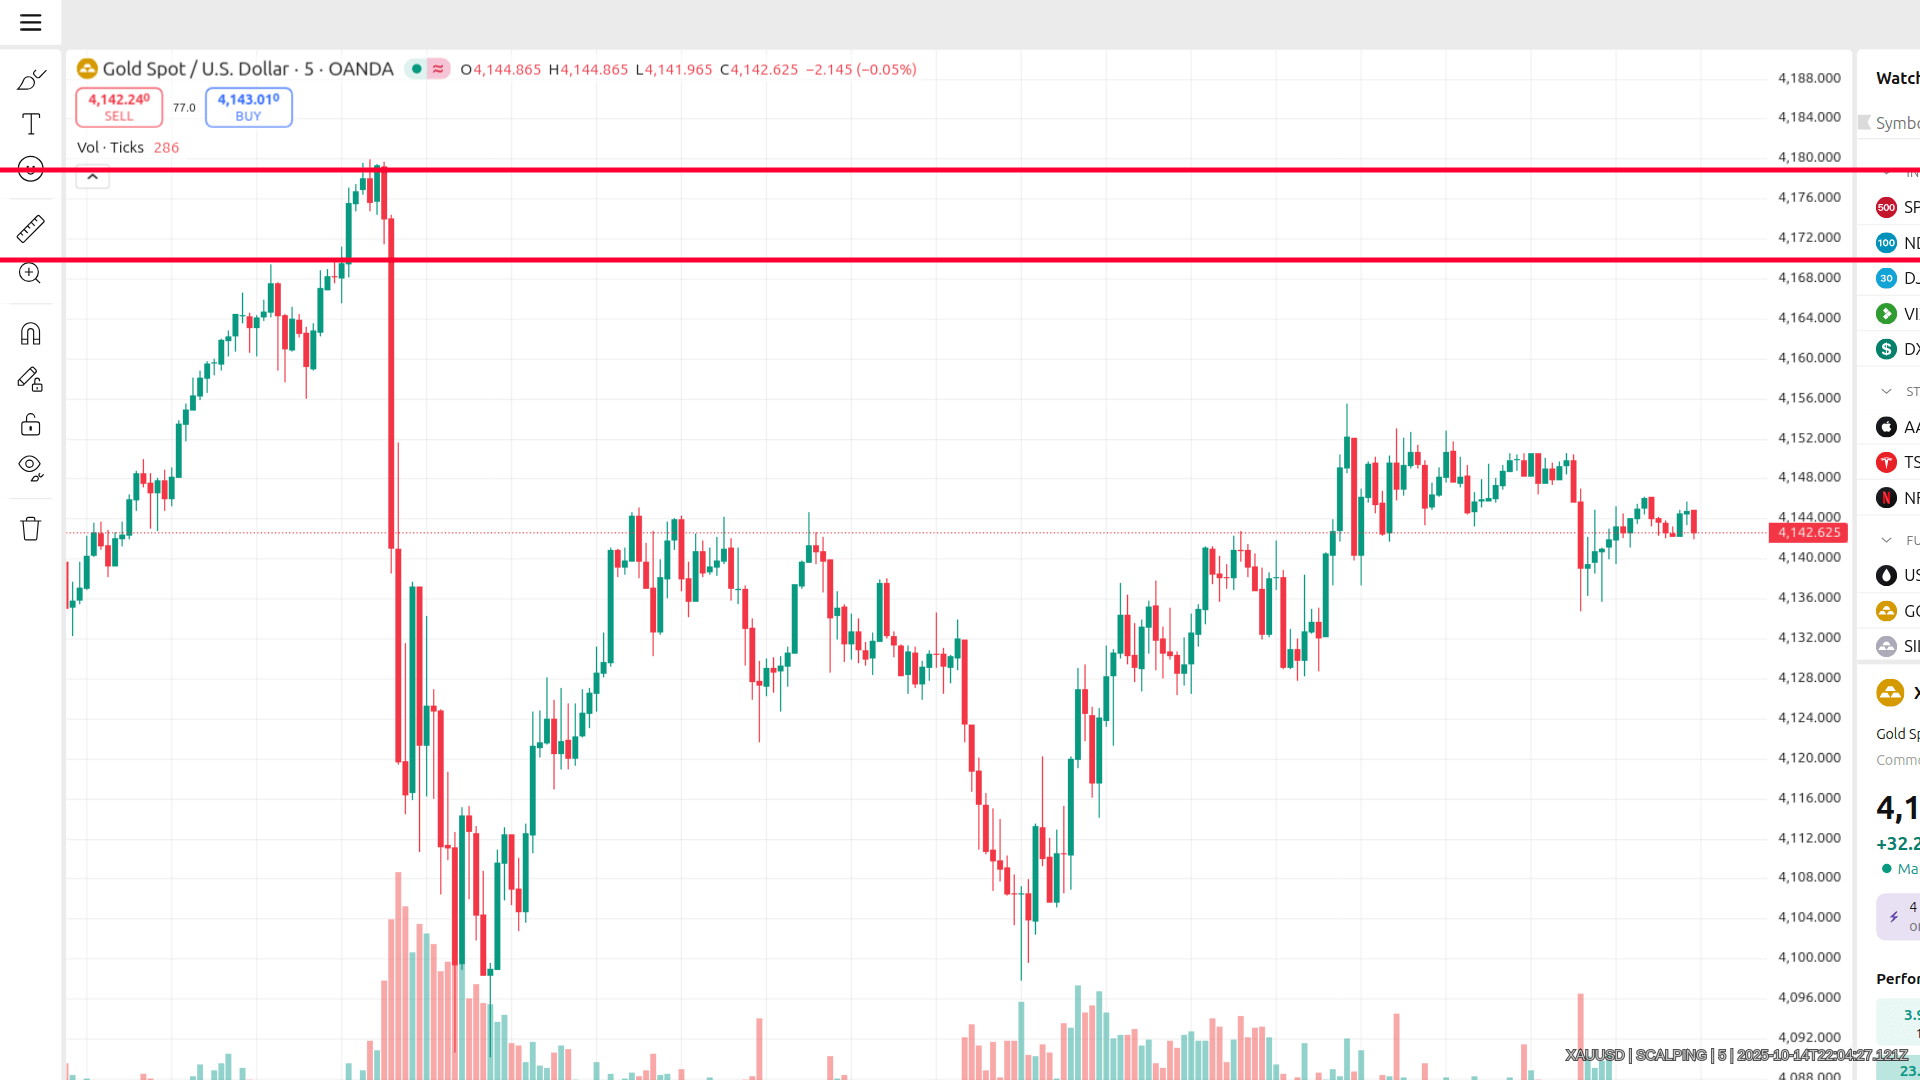 Gold Spot / U.S. Dollar · 5 · OANDA
O4,144.865 H4,144.865 L4,141.965 C4,142.625 −2.145 (−0.05%)
4,142.240
SELL
77.0
4,143.010
BUY
Vol · Ticks 286
4,188.000
4,184.000
4,180.000
4,176.000
4,172.000
4,168.000
4,164.000
4,160.000
4,156.000
4,152.000
4,148.000
4,144.000
4,142.625
4,140.000
4,136.000
4,132.000
4,128.000
4,124.000
4,120.000
4,116.000
4,112.000
4,108.000
4,104.000
4,100.000
4,096.000
4,092.000
4,088.000
Watch
Symbo
500 SP
100 ND
30 DJ
VI
DX
ST
AA
TS
NF
FU
US
GO
SIL
X
Gold Sp
Commo
4,1
+32.2
Ma
4
Perfor
3.9
1
23.
XAUUSD | SCALPING | 5 | 2025-10-14T22:04:27.121Z